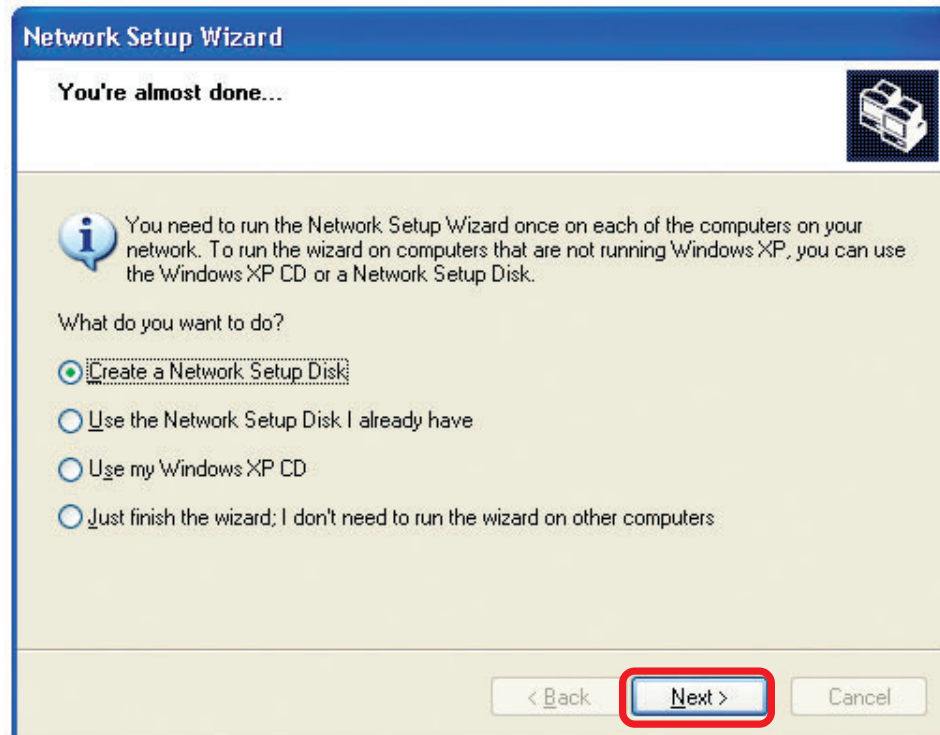 Network Setup Wizard
You're almost done...
You need to run the Network Setup Wizard once on each of the computers on your
network. To run the wizard on computers that are not running Windows XP, you can use
the Windows XP CD or a Network Setup Disk.
What do you want to do?
Create a Network Setup Disk
Use the Network Setup Disk I already have
Use my Windows XP CD
Just finish the wizard; I don't need to run the wizard on other computers
< Back Next > Cancel